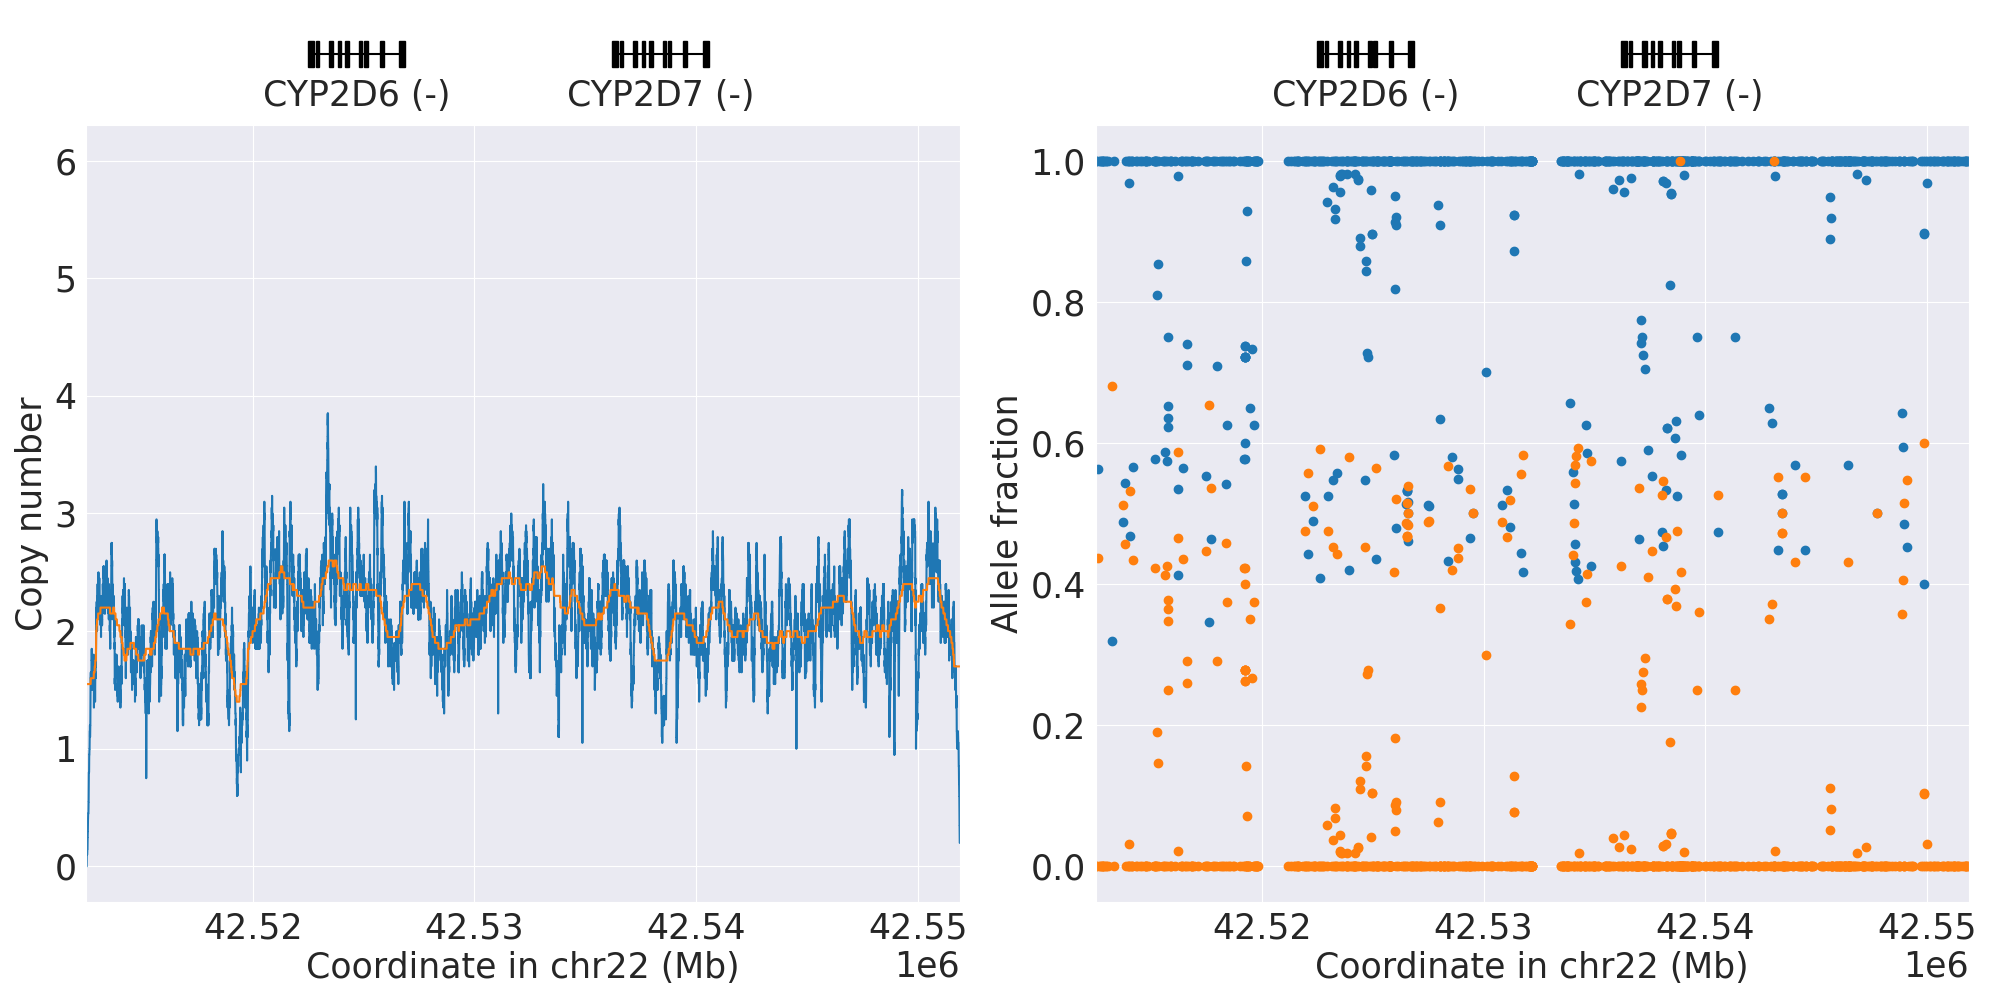 CYP2D6 (-) CYP2D7 (-)
Copy number
6
5
4
3
2
1
0
42.52 42.53 42.54 42.55
Coordinate in chr22 (Mb)
1e6
CYP2D6 (-) CYP2D7 (-)
Allele fraction
1.0
0.8
0.6
0.4
0.2
0.0
42.52 42.53 42.54 42.55
Coordinate in chr22 (Mb)
1e6